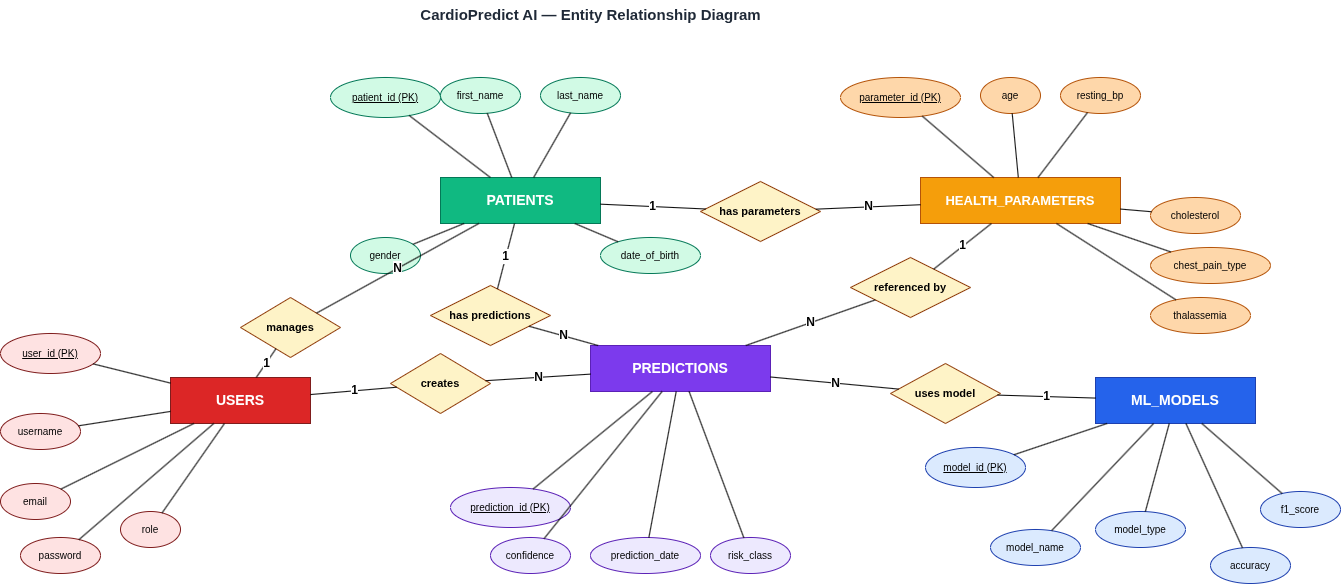 CardioPredict AI — Entity Relationship Diagram
patient_id (PK)
first_name
last_name
parameter_id (PK)
age
resting_bp
PATIENTS
1
has parameters
N
HEALTH_PARAMETERS
cholesterol
gender
N
1
date_of_birth
1
chest_pain_type
referenced by
thalassemia
manages
has predictions
N
N
user_id (PK)
1
PREDICTIONS
USERS
1
creates
N
N
uses model
1
ML_MODELS
username
email
password
role
prediction_id (PK)
confidence
prediction_date
risk_class
model_id (PK)
model_name
model_type
accuracy
f1_score